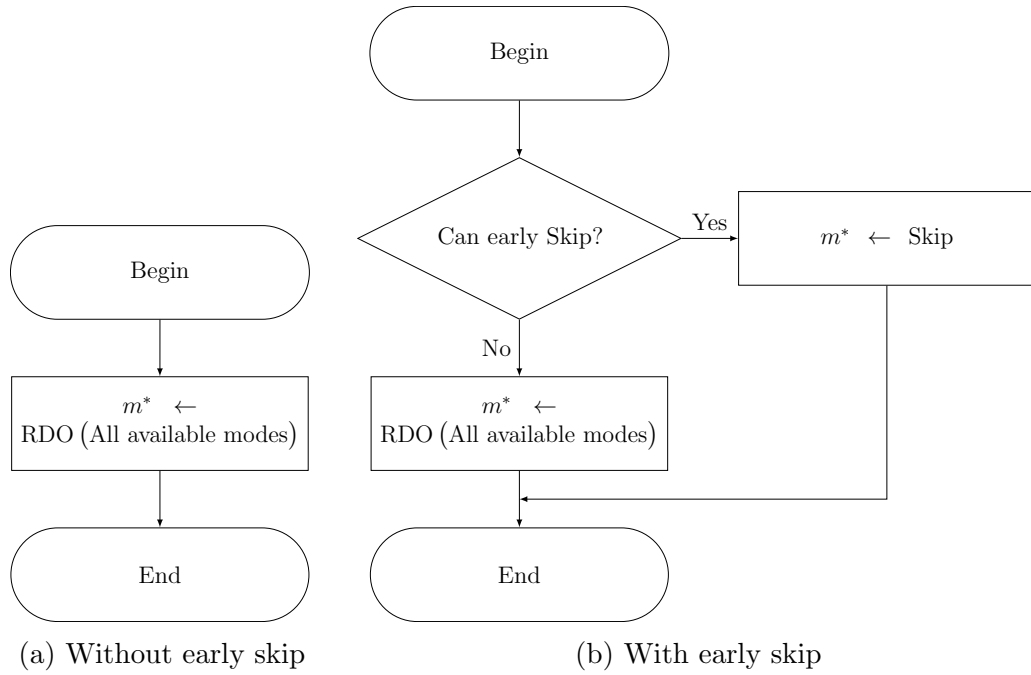 Begin
m* ←
RDO (All available modes)
End
(a) Without early skip
Begin
Can early Skip?
Yes
m* ← Skip
No
m* ←
RDO (All available modes)
End
(b) With early skip